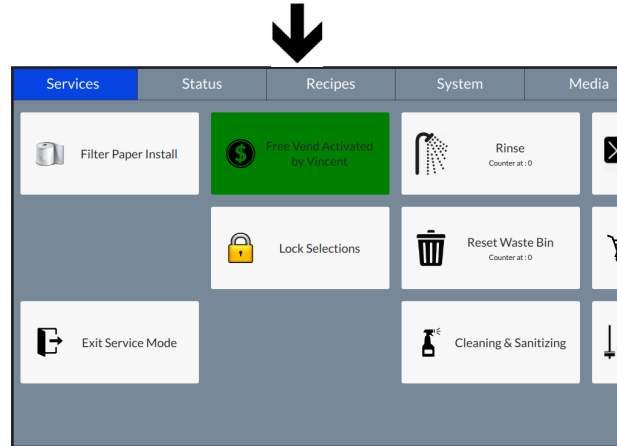 Services
Status
Recipes
System
Media
Filter Paper Install
Free Vend Activated
by Vincent
Rinse
Counter at : 0
Lock Selections
Reset Waste Bin
Counter at : 0
Exit Service Mode
Cleaning & Sanitizing